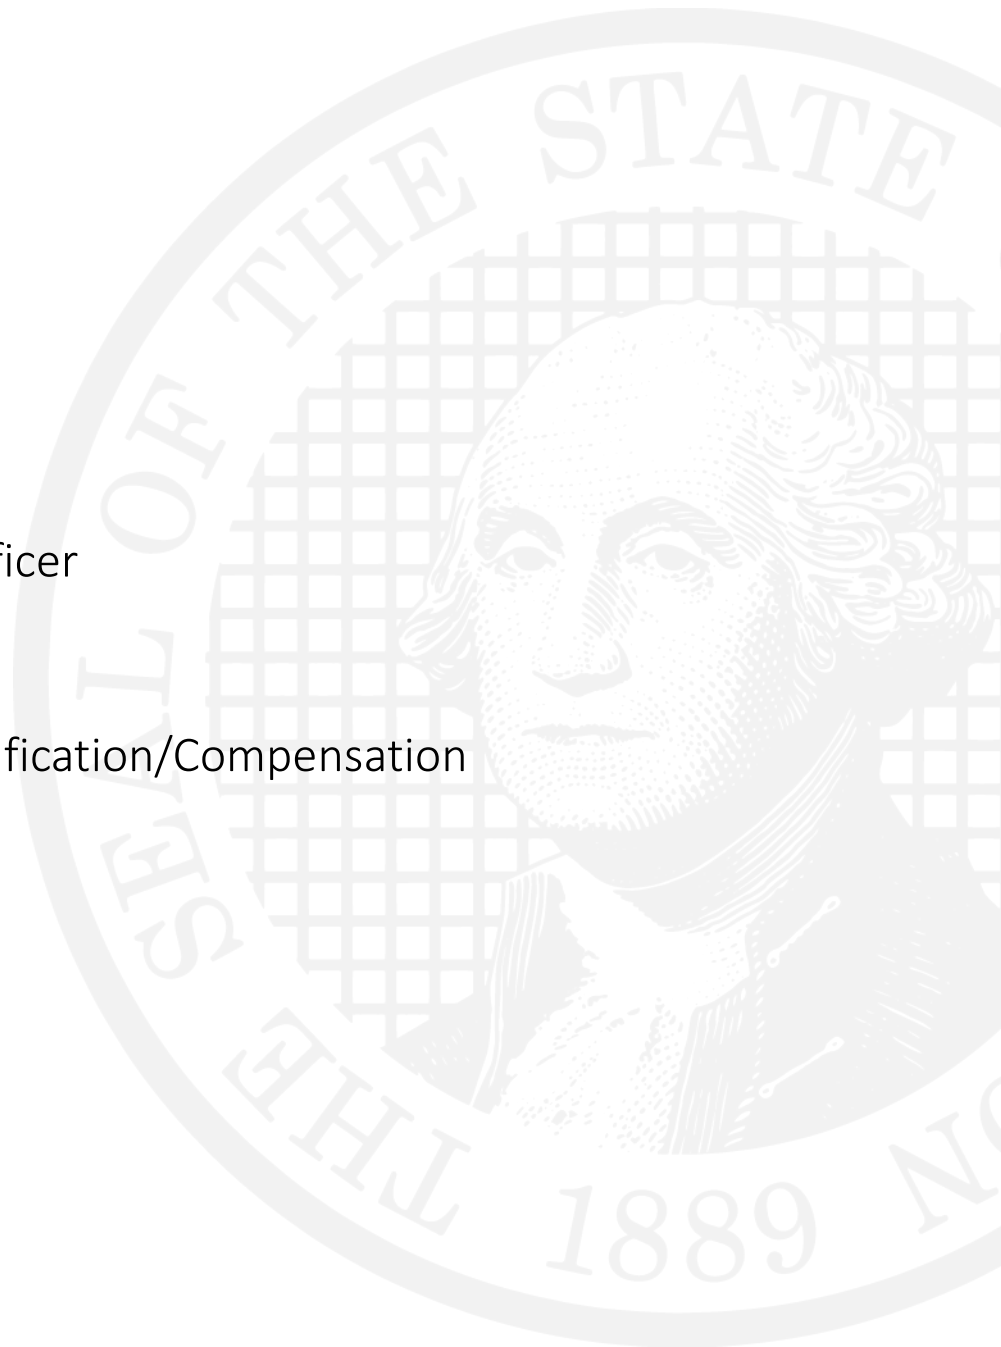 THE SEAL OF THE STATE
ficer
fication/Compensation
1889